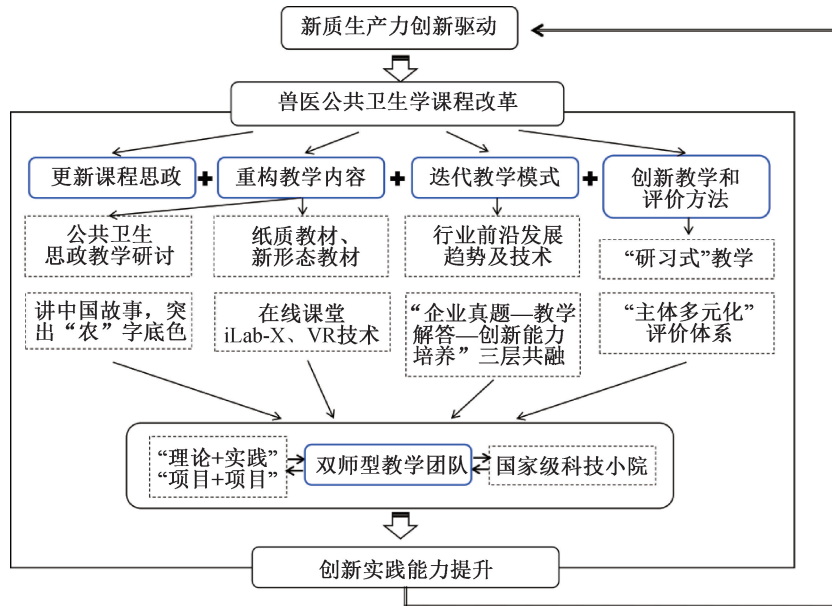 新质生产力创新驱动
兽医公共卫生学课程改革
更新课程思政
+
重构教学内容
+
迭代教学模式
+
创新教学和
评价方法
公共卫生
思政教学研讨
纸质教材、
新形态教材
行业前沿发展
趋势及技术
“研习式”教学
讲中国故事，突
出“农”字底色
在线课堂
iLab-X、VR技术
“企业真题—教学
解答—创新能力
培养”三层共融
“主体多元化”
评价体系
“理论+实践”
“项目+项目”
双师型教学团队
国家级科技小院
创新实践能力提升